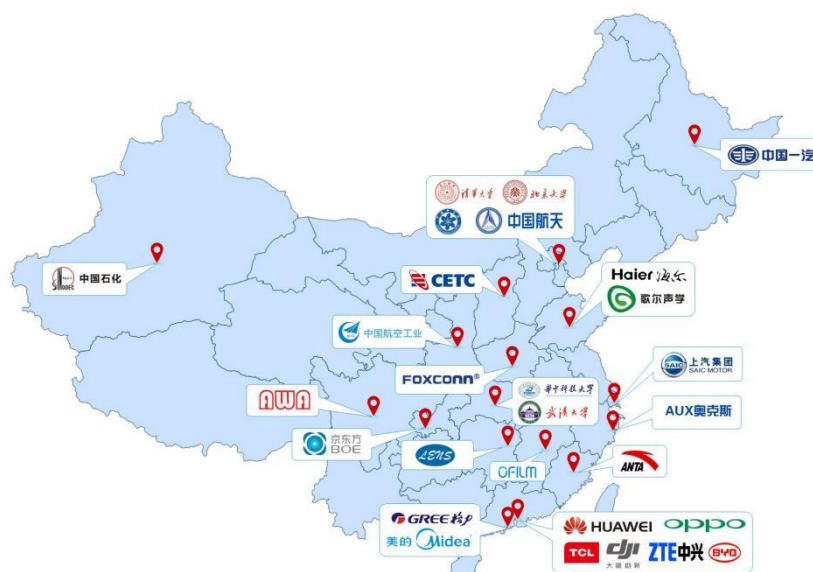 中国一汽
清华大学 北京大学
中国航天
中国石化
CETC
Haier 海尔
歌尔声学
中国航空工业
FOXCONN®
上汽集团
SAIC
SAIC MOTOR
华中科技大学
武汉大学
AWA
AUX奥克斯
京东方
BOE
LENS
OFILM
ANTA
GREE 格力
美的 Midea
HUAWEI oppo
TCL dji ZTE中兴 BYD
大疆创新